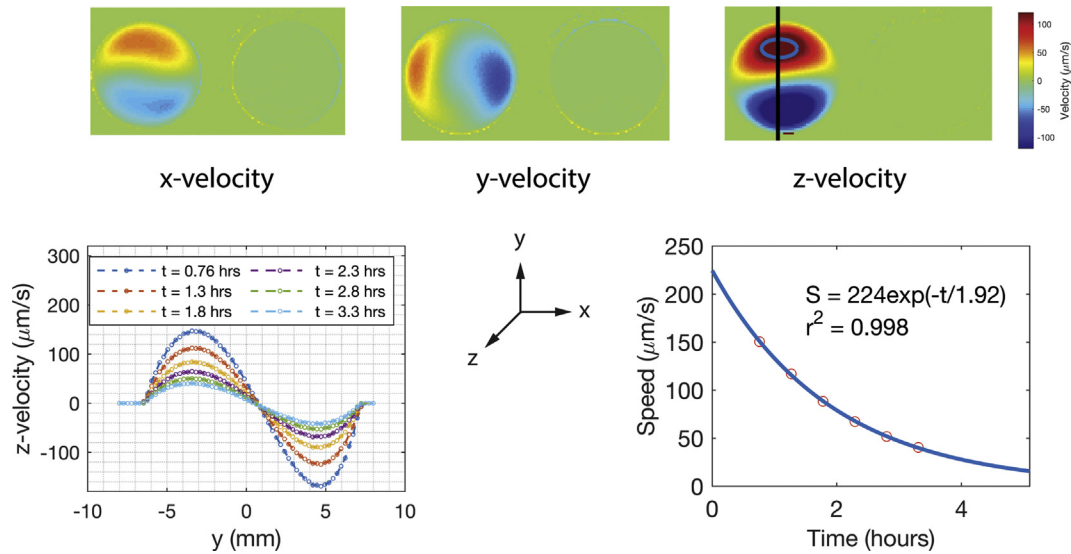 x-velocity
y-velocity
z-velocity
100
50
0
-50
-100
Velocity (μm/s)
300
200
100
0
-100
z-velocity (μm/s)
t = 0.76 hrs
t = 1.3 hrs
t = 1.8 hrs
t = 2.3 hrs
t = 2.8 hrs
t = 3.3 hrs
-10
-5
0
5
10
y (mm)
y
x
z
250
200
150
100
50
0
Speed (μm/s)
S = 224exp(-t/1.92)
r² = 0.998
0
2
4
Time (hours)